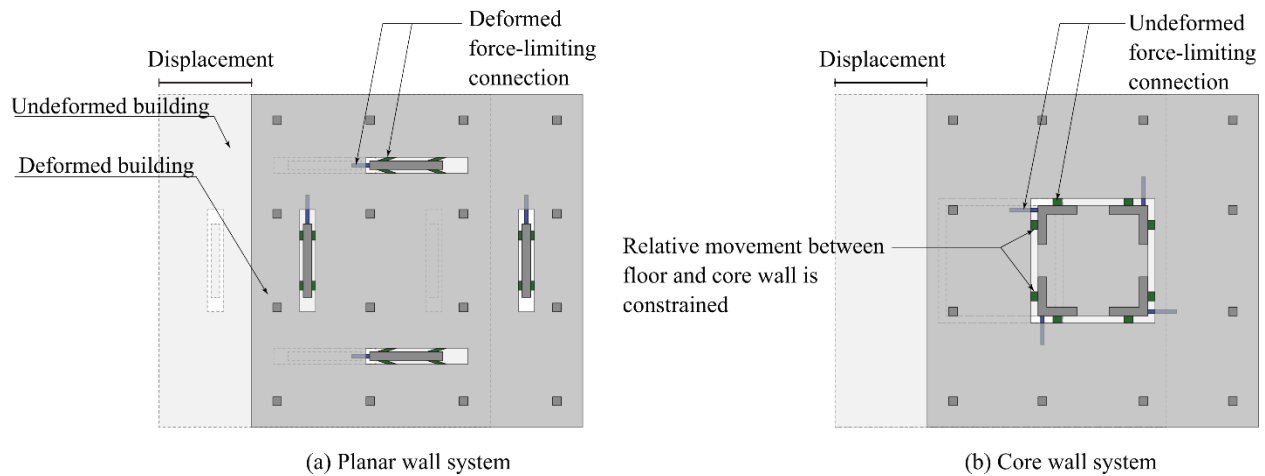 Deformed
force-limiting
connection
Displacement
Undeformed building
Deformed building
(a) Planar wall system
Undeformed
force-limiting
connection
Displacement
Relative movement between
floor and core wall is
constrained
(b) Core wall system